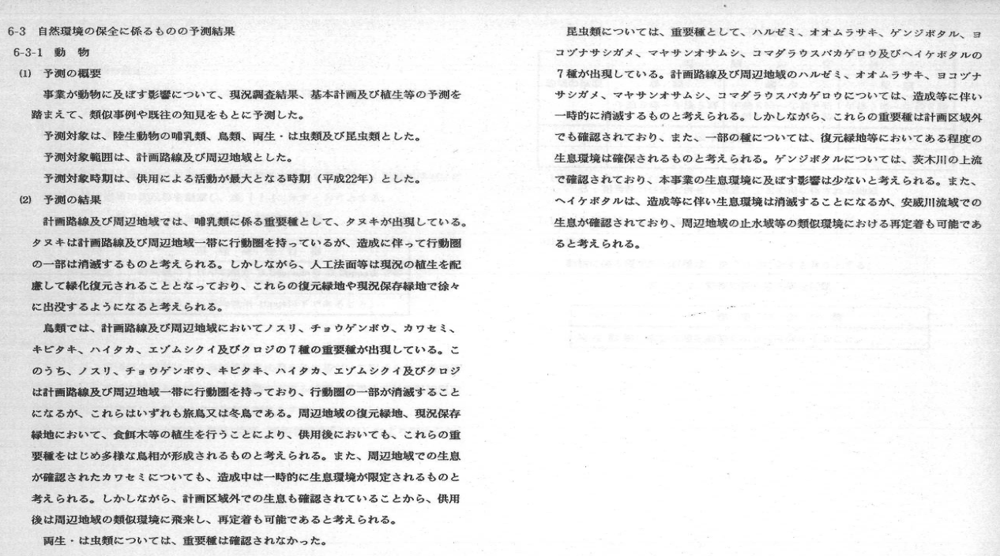 6-3 自然環境の保全に係るものの予測結果
6-3-1 動 物
(1) 予測の概要
事業が動物に及ぼす影響について、現況調査結果、基本計画及び植生等の予測を
踏まえて、類似事例や既往の知見をもとに予測した。
予測対象は、陸生動物の哺乳類、鳥類、両生・は虫類及び昆虫類とした。
予測対象範囲は、計画路線及び周辺地域とした。
予測対象時期は、供用による活動が最大となる時期（平成22年）とした。
(2) 予測の結果
計画路線及び周辺地域では、哺乳類に係る重要種として、タヌキが出現している。
タヌキは計画路線及び周辺地域一帯に行動圏を持っているが、造成に伴って行動圏
の一部は消滅するものと考えられる。しかしながら、人工法面等は現況の植生を配
慮して緑化復元されることとなっており、これらの復元緑地や現況保存緑地で徐々
に出没するようになると考えられる。
鳥類では、計画路線及び周辺地域においてノスリ、チョウゲンボウ、カワセミ、
キビタキ、ハイタカ、エゾムシクイ及びクロジの７種の重要種が出現している。こ
のうち、ノスリ、チョウゲンボウ、キビタキ、ハイタカ、エゾムシクイ及びクロジ
は計画路線及び周辺地域一帯に行動圏を持っており、行動圏の一部が消滅すること
になるが、これらはいずれも旅鳥又は冬鳥である。周辺地域の復元緑地、現況保存
緑地において、食餌木等の植生を行うことにより、供用後においても、これらの重
要種をはじめ多様な鳥相が形成されるものと考えられる。また、周辺地域での生息
が確認されたカワセミについても、造成中は一時的に生息環境が限定されるものと
考えられる。しかしながら、計画区域外での生息も確認されていることから、供用
後は周辺地域の類似環境に飛来し、再定着も可能であると考えられる。
両生・は虫類については、重要種は確認されなかった。
昆虫類については、重要種として、ハルゼミ、オオムラサキ、ゲンジボタル、ヨ
コヅナサシガメ、マヤサンオサムシ、コマダラウスバカゲロウ及びヘイケボタルの
７種が出現している。計画路線及び周辺地域のハルゼミ、オオムラサキ、ヨコヅナ
サシガメ、マヤサンオサムシ、コマダラウスバカゲロウについては、造成等に伴い
一時的に消滅するものと考えられる。しかしながら、これらの重要種は計画区域外
でも確認されており、また、一部の種については、復元緑地等においてある程度の
生息環境は確保されるものと考えられる。ゲンジボタルについては、茨木川の上流
で確認されており、本事業の生息環境に及ぼす影響は少ないと考えられる。また、
ヘイケボタルは、造成等に伴い生息環境は消滅することになるが、安威川流域での
生息が確認されており、周辺地域の止水域等の類似環境における再定着も可能であ
ると考えられる。